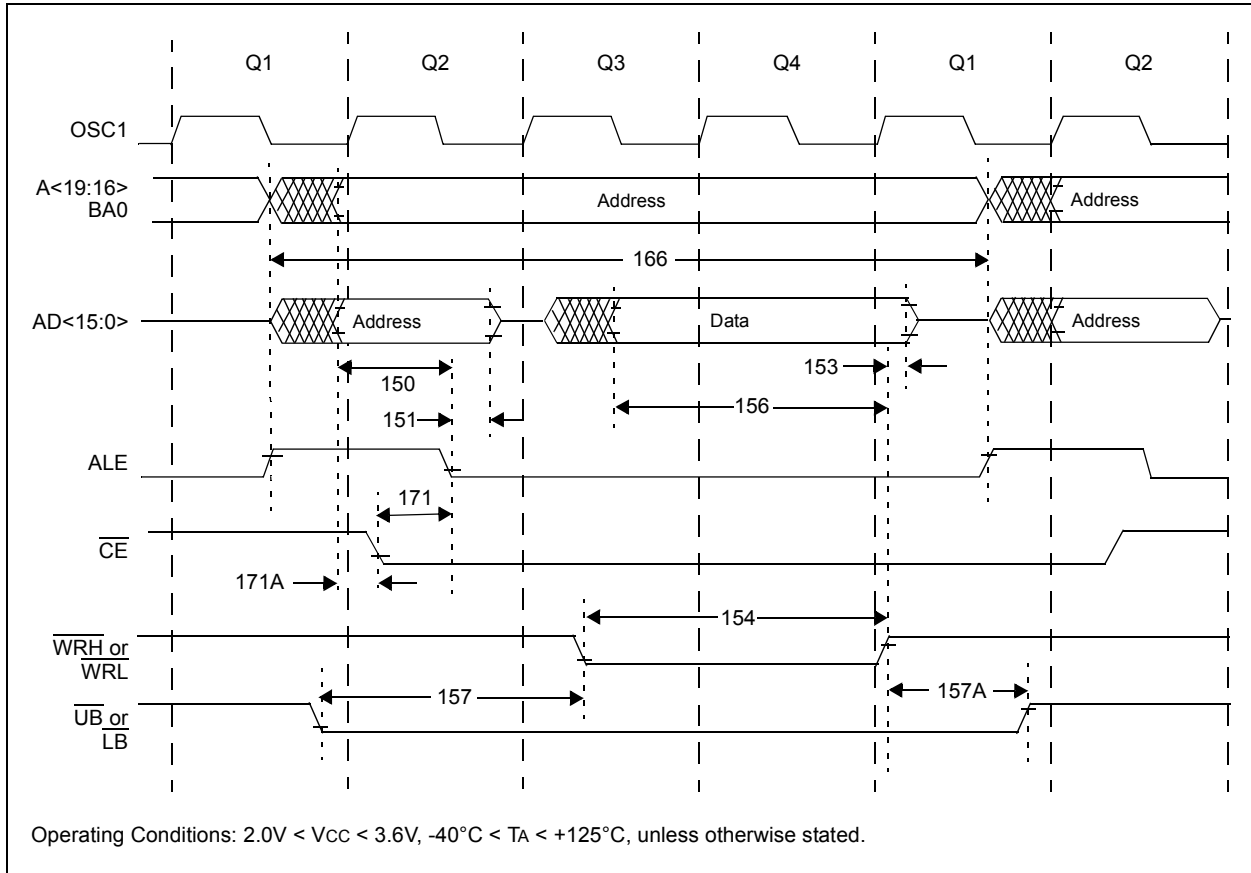 Q1 Q2 Q3 Q4 Q1 Q2
OSC1
A<19:16>
BA0
Address
Address
166
AD<15:0>
Address
Data
Address
150
153
151
156
ALE
171
CE
171A
154
WRH or
WRL
157
157A
UB or
LB
Operating Conditions: 2.0V < VCC < 3.6V, -40°C < TA < +125°C, unless otherwise stated.